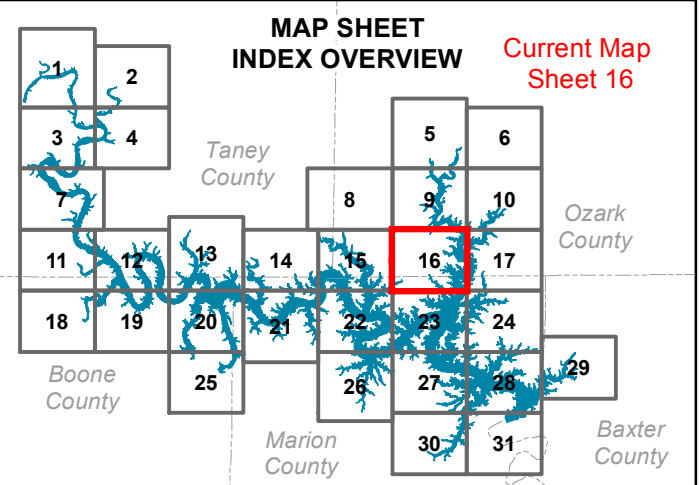 MAP SHEET
INDEX OVERVIEW
Current Map
Sheet 16
1
2
3
4
Taney
County
5
6
7
8
9
10
Ozark
County
11
12
13
14
15
16
17
18
19
20
21
22
23
24
Boone
County
25
26
27
28
29
Marion
County
30
31
Baxter
County